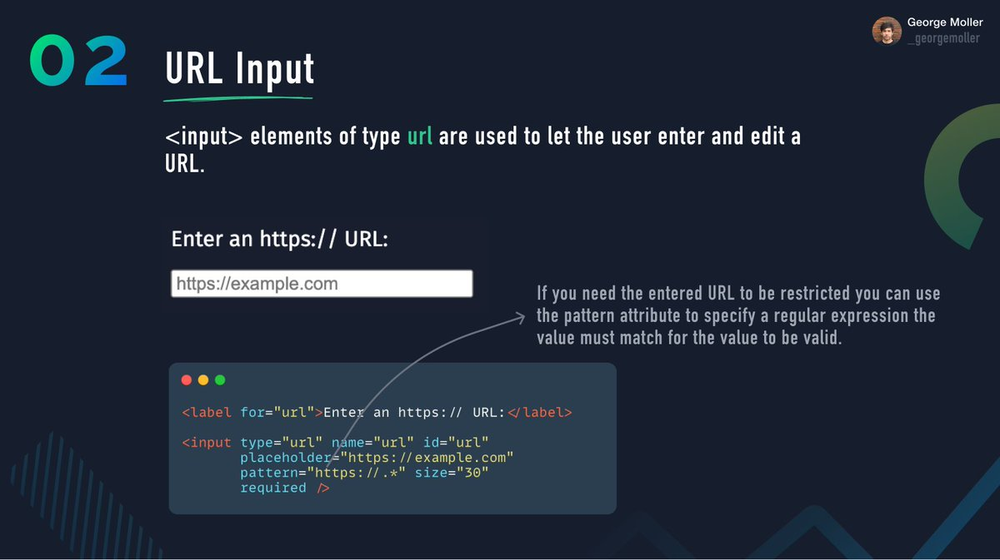 George Moller
_georgemoller
02
URL Input
<input> elements of type url are used to let the user enter and edit a
URL.
Enter an https:// URL:
https://example.com
If you need the entered URL to be restricted you can use
the pattern attribute to specify a regular expression the
value must match for the value to be valid.
<label for="url">Enter an https:// URL:</label>
<input type="url" name="url" id="url"
placeholder="https://example.com"
pattern="https://.*" size="30"
required />